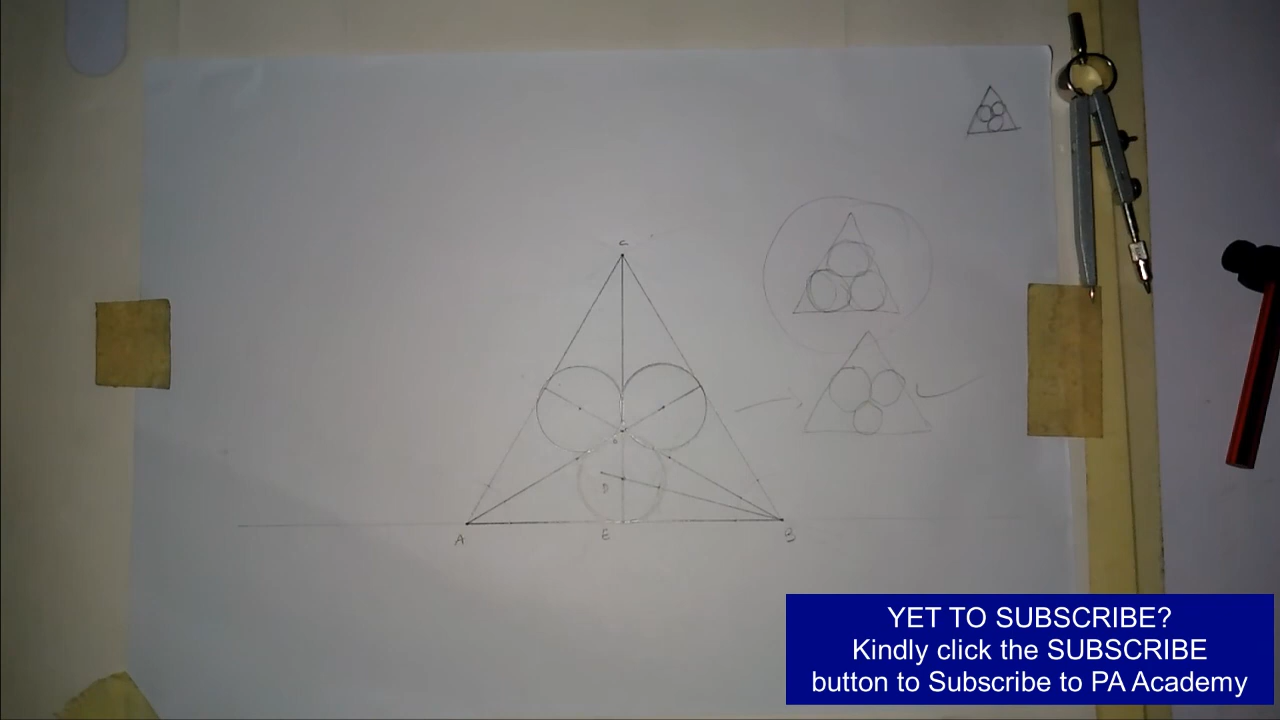 C
D
A
E
B
YET TO SUBSCRIBE?
Kindly click the SUBSCRIBE
button to Subscribe to PA Academy